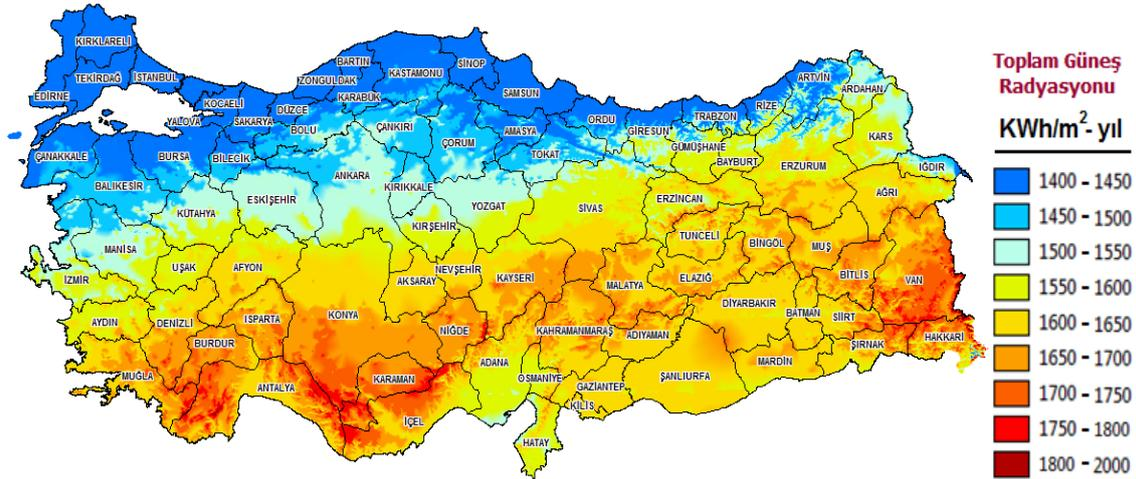 KIRKLARELİ
TEKİRDAĞ
İSTANBUL
EDİRNE
KOCAELİ
YALOVA
SAKARYA
DÜZCE
ZONGULDAK
BARTIN
KARABÜK
KASTAMONU
SİNOP
SAMSUN
BOLU
ÇANKIRI
ÇORUM
AMASYA
TOKAT
ORDU
GİRESUN
TRABZON
RİZE
ARTVİN
ARDAHAN
KARS
GÜMÜŞHANE
BAYBURT
ERZURUM
IĞDIR
AĞRI
ÇANAKKALE
BURSA
BİLECİK
BALIKESİR
KÜTAHYA
ESKİŞEHİR
ANKARA
KIRIKKALE
YOZGAT
KIRŞEHİR
SİVAS
ERZİNCAN
TUNCELİ
BİNGÖL
MUŞ
BİTLİS
VAN
MANİSA
İZMİR
UŞAK
AFYON
AKSARAY
NEVŞEHİR
KAYSERİ
MALATYA
ELAZIĞ
DİYARBAKIR
BATMAN
SİİRT
ŞIRNAK
HAKKARİ
AYDIN
DENİZLİ
ISPARTA
BURDUR
KONYA
NİĞDE
KAHRAMANMARAŞ
ADIYAMAN
MARDİN
ŞANLIURFA
MUĞLA
ANTALYA
KARAMAN
İÇEL
ADANA
OSMANİYE
GAZİANTEP
KİLİS
HATAY
Toplam Güneş
Radyasyonu
KWh/m²- yıl
1400 - 1450
1450 - 1500
1500 - 1550
1550 - 1600
1600 - 1650
1650 - 1700
1700 - 1750
1750 - 1800
1800 - 2000